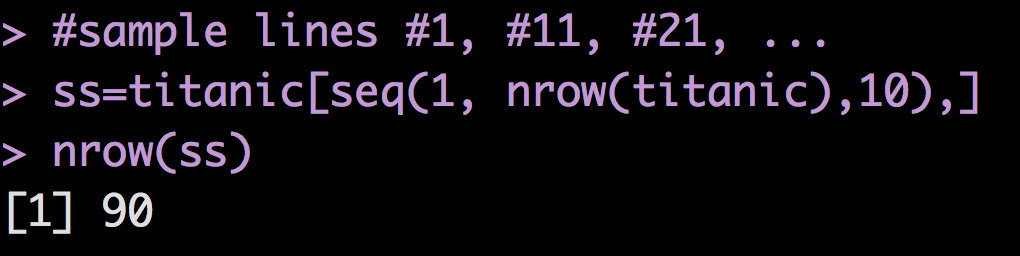 > #sample lines #1, #11, #21, ...
> ss=titanic[seq(1, nrow(titanic),10),]
> nrow(ss)
[1] 90